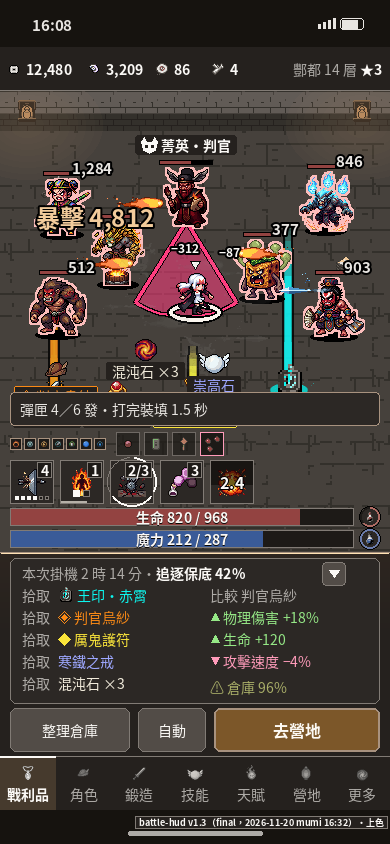 16:08
12,480 3,209 86 4 酆都 14 層 ★3
菁英・判官
1,284
846
暴擊 4,812
377
−312
−87
512
903
混沌石 ×3
崇高石
彈匣 4／6 發・打完裝填 1.5 秒
4 1 2/3 3 2.4
生命 820 / 968
魔力 212 / 287
本次掛機 2 時 14 分・追逐保底 42%
拾取 王印・赤霄
拾取 判官烏紗
拾取 厲鬼護符
拾取 寒鐵之戒
拾取 混沌石 ×3
比較 判官烏紗
物理傷害 +18%
生命 +120
攻擊速度 −4%
倉庫 96%
整理倉庫 自動 去營地
戰利品 角色 鍛造 技能 天賦 營地 更多
battle-hud v1.3（final，2026-11-20 mumi 16:32）・上色